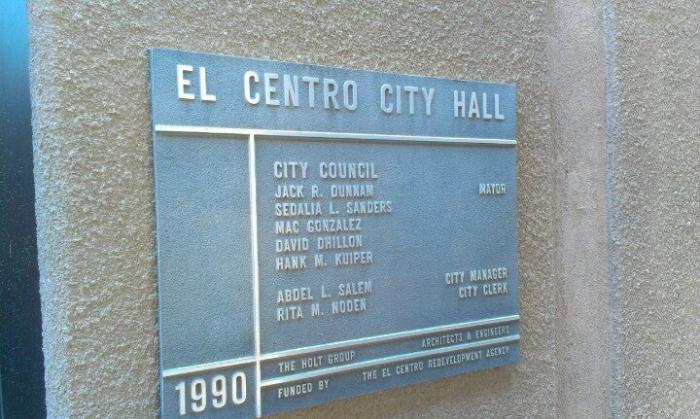 EL CENTRO CITY HALL
CITY COUNCIL
JACK R. DUNNAM MAYOR
SEDALIA L. SANDERS
MAC GONZALEZ
DAVID DHILLON
HANK M. KUIPER
ABDEL L. SALEM CITY MANAGER
RITA M. NODEN CITY CLERK
THE HOLT GROUP ARCHITECTS & ENGINEERS
1990 FUNDED BY THE EL CENTRO REDEVELOPMENT AGENCY